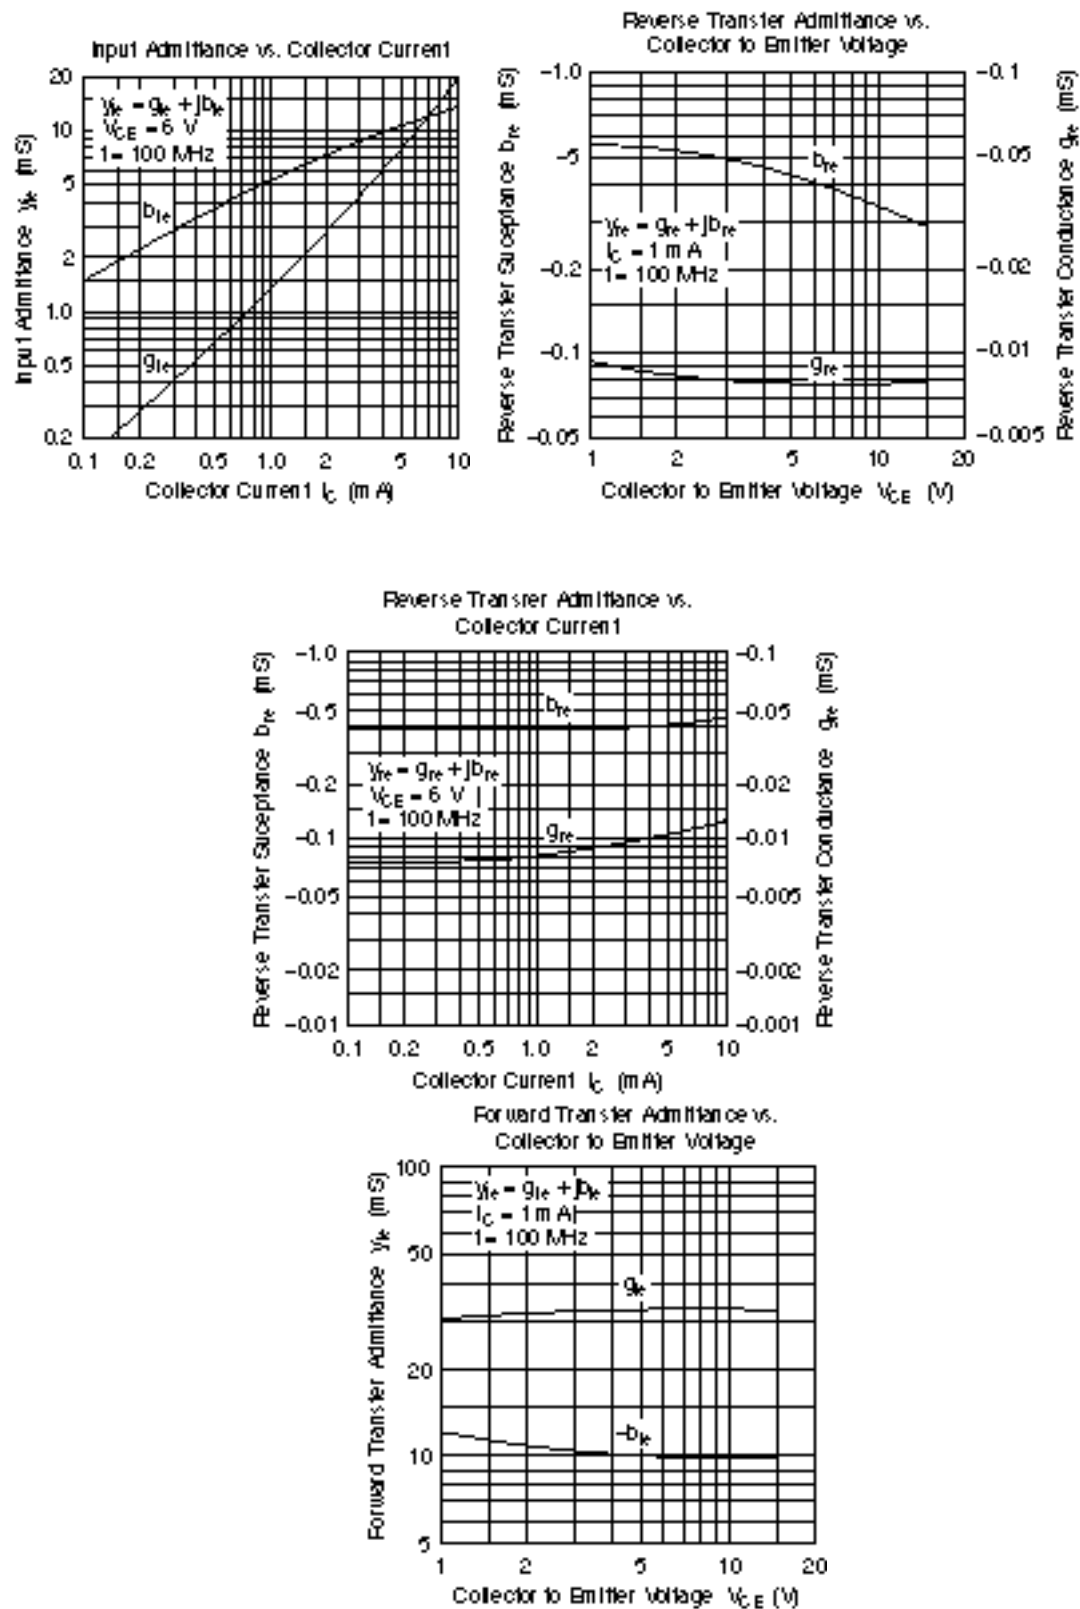 Input Admittance vs. Collector Current
20
10
5
2
1.0
0.5
0.2
Input Admittance yie (mS)
yie = gie + jbie
VCE = 6 V
f = 100 MHz
bie
gie
0.1 0.2 0.5 1.0 2 5 10
Collector Current IC (mA)
Reverse Transfer Admittance vs.
Collector to Emitter Voltage
–1.0
–5
–0.2
–0.1
–0.05
Reverse Transfer Suceptance bre (mS)
–0.1
–0.05
–0.02
–0.01
–0.005
Reverse Transfer Conductance gre (mS)
bre
yre = gre + jbre
IC = 1 mA
f = 100 MHz
gre
1 2 5 10 20
Collector to Emitter Voltage VCE (V)
Reverse Transfer Admittance vs.
Collector Current
–1.0
–0.5
–0.2
–0.1
–0.05
–0.02
–0.01
Reverse Transfer Suceptance bre (mS)
–0.1
–0.05
–0.02
–0.01
–0.005
–0.002
–0.001
Reverse Transfer Conductance gre (mS)
bre
yre = gre + jbre
VCE = 6 V
f = 100 MHz
gre
0.1 0.2 0.5 1.0 2 5 10
Collector Current IC (mA)
Forward Transfer Admittance vs.
Collector to Emitter Voltage
100
50
20
10
5
Forward Transfer Admittance yfe (mS)
yfe = gfe + jbfe
IC = 1 mA
f = 100 MHz
gfe
–bfe
1 2 5 10 20
Collector to Emitter Voltage VCE (V)